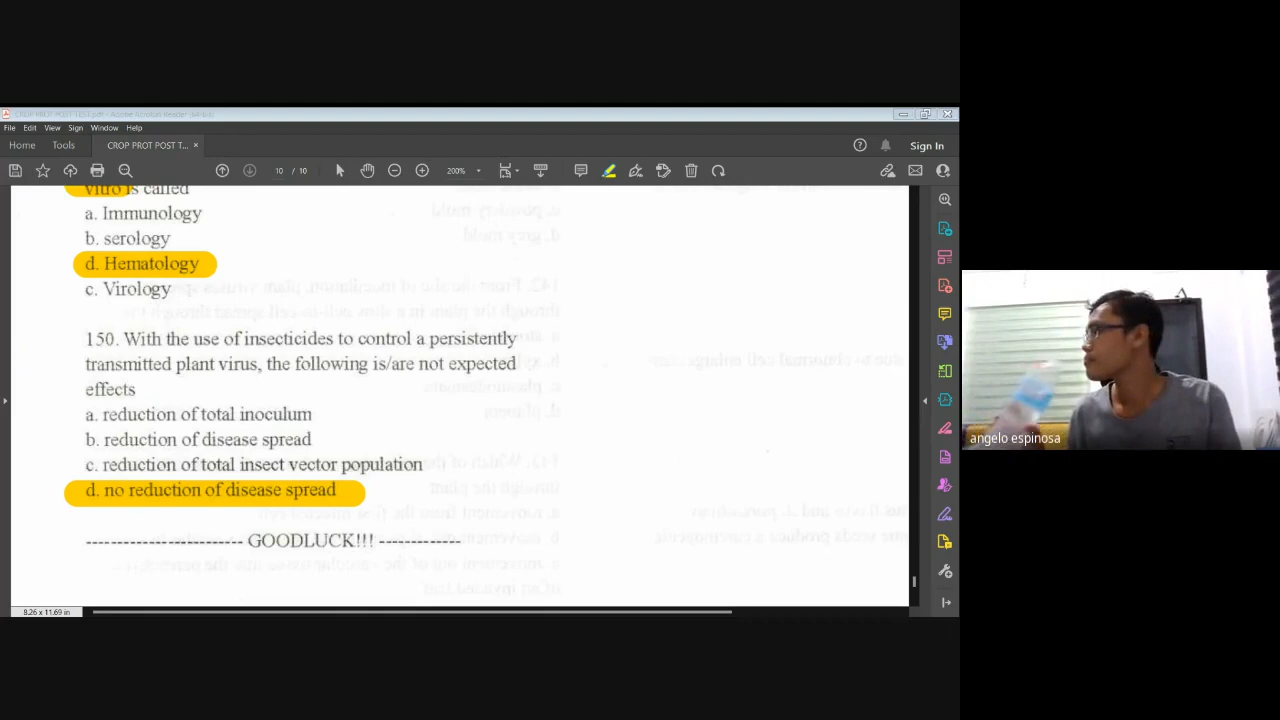 CROP PROT POST TEST.pdf - Adobe Acrobat Reader (64-bit)
File Edit View Sign Window Help
Home Tools CROP PROT POST T... × Sign In
10 / 10 200%
vitro is called
a. Immunology
b. serology
d. Hematology
c. Virology
150. With the use of insecticides to control a persistently
transmitted plant virus, the following is/are not expected
effects
a. reduction of total inoculum
b. reduction of disease spread
c. reduction of total insect vector population
d. no reduction of disease spread
-------------------------- GOODLUCK!!! --------------
8.26 x 11.69 in
angelo espinosa